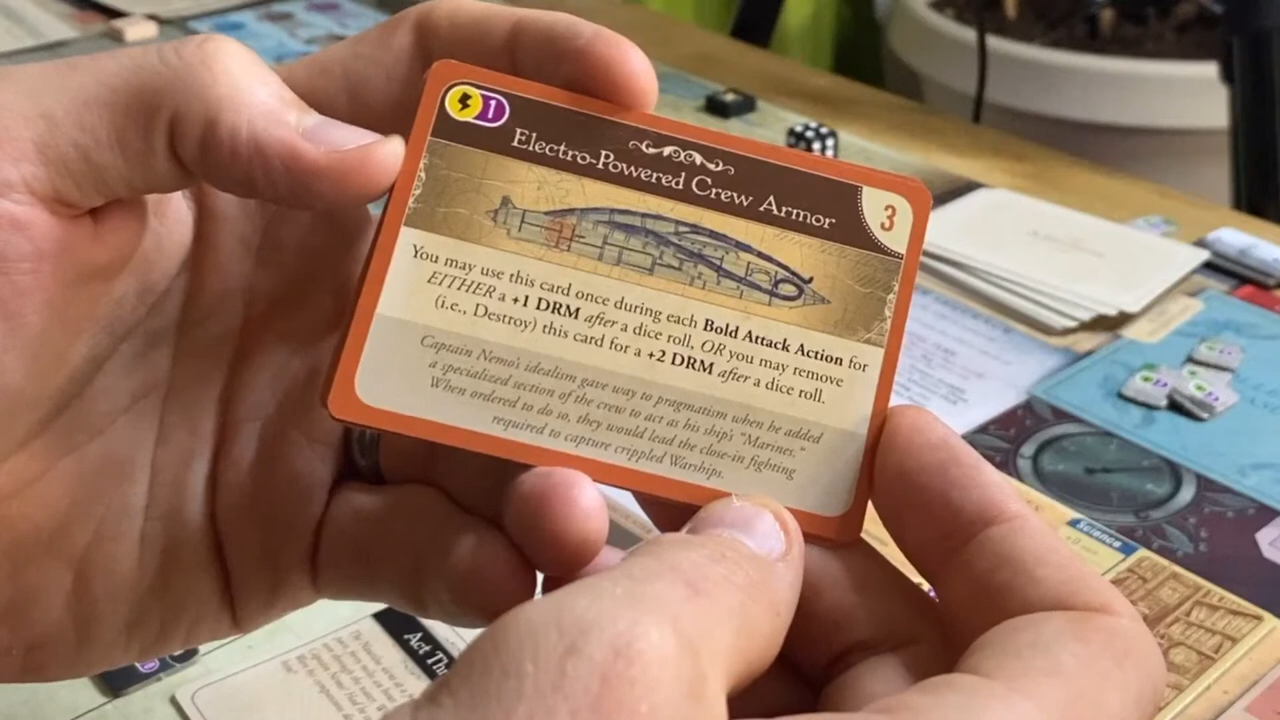 1
Electro-Powered Crew Armor
3
You may use this card once during each Bold Attack Action for
EITHER a +1 DRM after a dice roll, OR you may remove
(i.e., Destroy) this card for a +2 DRM after a dice roll.
Captain Nemo's idealism gave way to pragmatism when he added
a specialized section of the crew to act as his ship's "Marines."
When ordered to do so, they would lead the close-in fighting
required to capture crippled Warships.
Science
Act Th